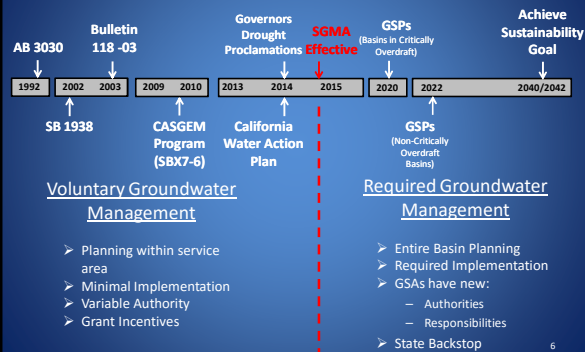 Achieve
Sustainability
Goal
Governors
Drought
Proclamations
SGMA
Effective
GSPs
(Basins in Critically
Overdraft)
Bulletin
118 -03
AB 3030
1992
2002
2003
2009
2010
2013
2014
2015
2020
2022
2040/2042
SB 1938
CASGEM
Program
(SBX7-6)
California
Water Action
Plan
GSPs
(Non-Critically
Overdraft
Basins)
Voluntary Groundwater
Management
➢ Planning within service
area
➢ Minimal Implementation
➢ Variable Authority
➢ Grant Incentives
Required Groundwater
Management
➢ Entire Basin Planning
➢ Required Implementation
➢ GSAs have new:
– Authorities
– Responsibilities
➢ State Backstop
6